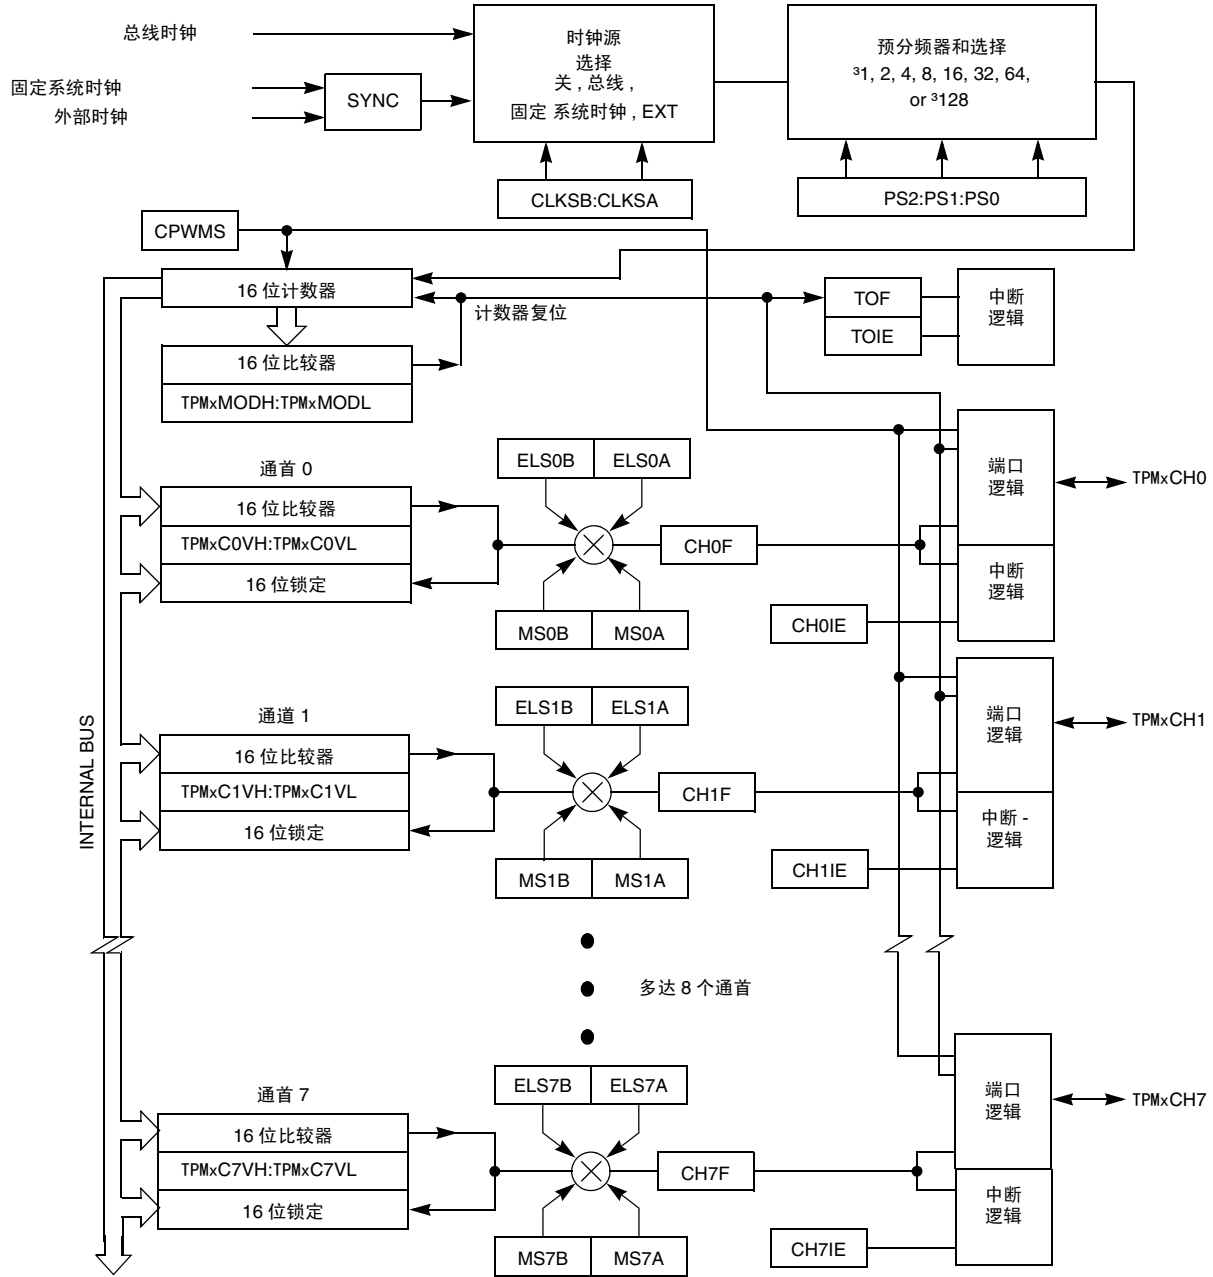 总线时钟
固定系统时钟
外部时钟
SYNC
时钟源
选择
关 , 总线 ,
固定 系统时钟 , EXT
预分频器和选择
³1, 2, 4, 8, 16, 32, 64,
or ³128
CLKSB:CLKSA
PS2:PS1:PS0
CPWMS
16 位计数器
计数器复位
TOF
TOIE
中断
逻辑
16 位比较器
TPMxMODH:TPMxMODL
通首 0
ELS0B
ELS0A
16 位比较器
TPMxC0VH:TPMxC0VL
16 位锁定
CH0F
MS0B
MS0A
CH0IE
端口
逻辑
中断
逻辑
TPMxCH0
INTERNAL BUS
通道 1
ELS1B
ELS1A
16 位比较器
TPMxC1VH:TPMxC1VL
16 位锁定
CH1F
MS1B
MS1A
CH1IE
端口
逻辑
中断 -
逻辑
TPMxCH1
多达 8 个通首
通首 7
ELS7B
ELS7A
16 位比较器
TPMxC7VH:TPMxC7VL
16 位锁定
CH7F
MS7B
MS7A
CH7IE
端口
逻辑
中断
逻辑
TPMxCH7